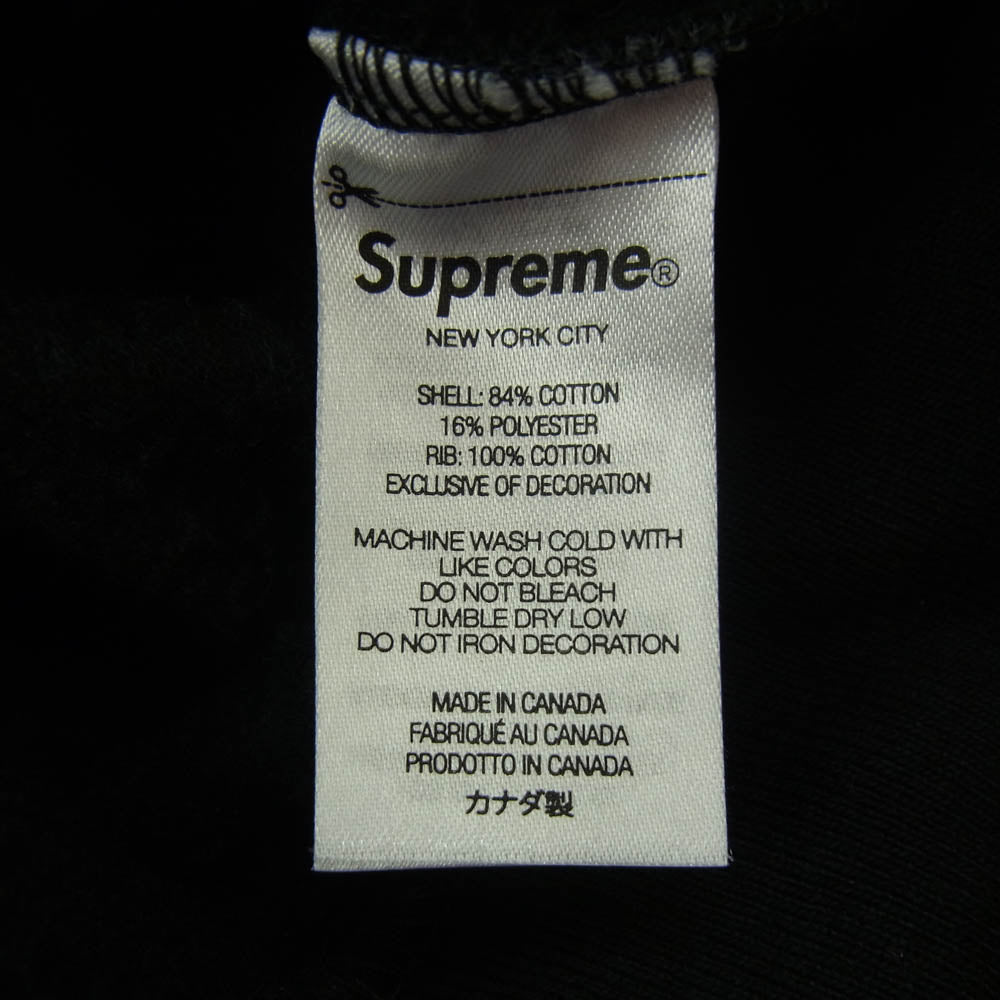 Supreme®
NEW YORK CITY
SHELL: 84% COTTON
16% POLYESTER
RIB: 100% COTTON
EXCLUSIVE OF DECORATION
MACHINE WASH COLD WITH
LIKE COLORS
DO NOT BLEACH
TUMBLE DRY LOW
DO NOT IRON DECORATION
MADE IN CANADA
FABRIQUÉ AU CANADA
PRODOTTO IN CANADA
カナダ製